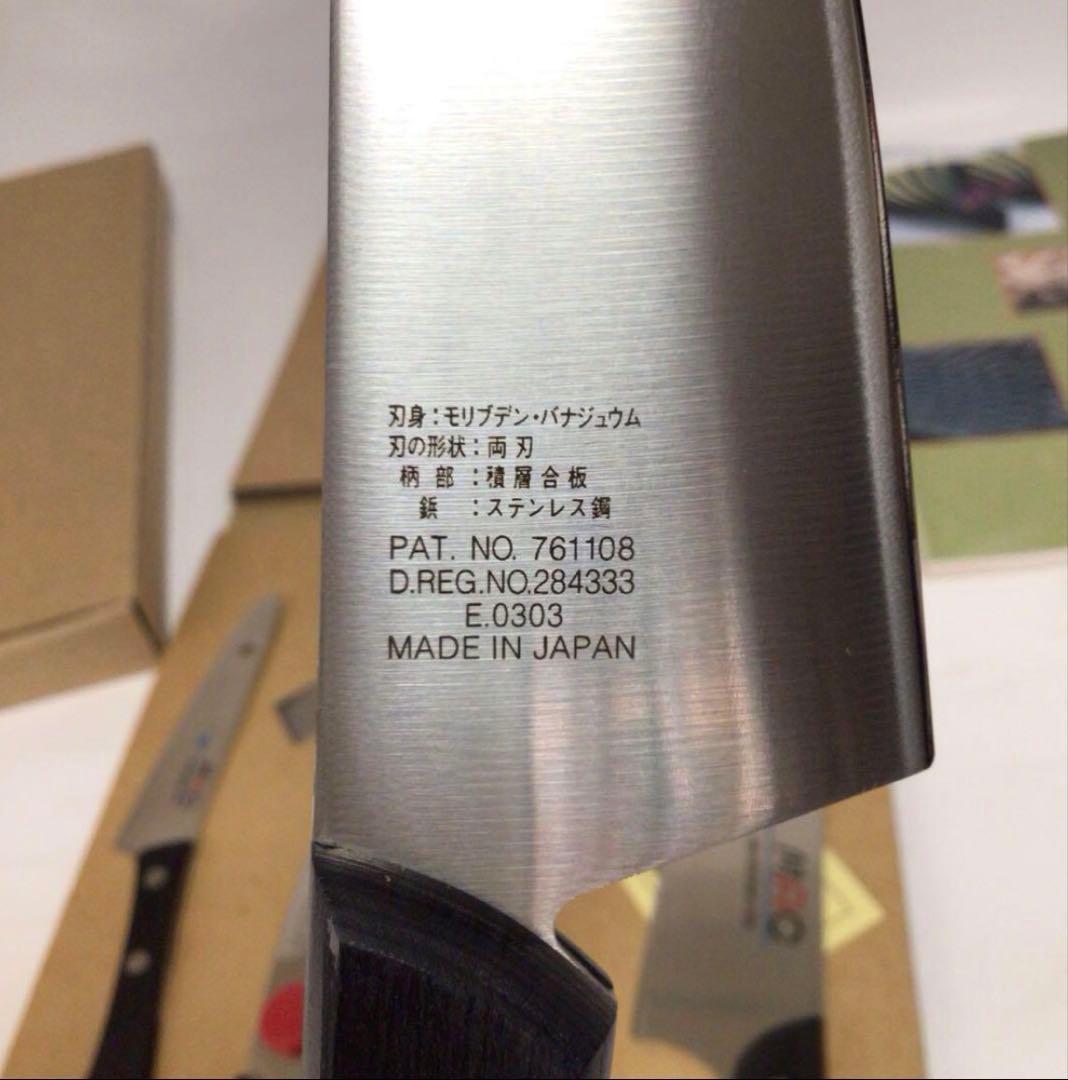 刃身:モリブデン・バナジュウム
刃の形状:両刃
柄部:積層合板
鋲:ステンレス鋼
PAT. NO. 761108
D.REG.NO.284333
E.0303
MADE IN JAPAN